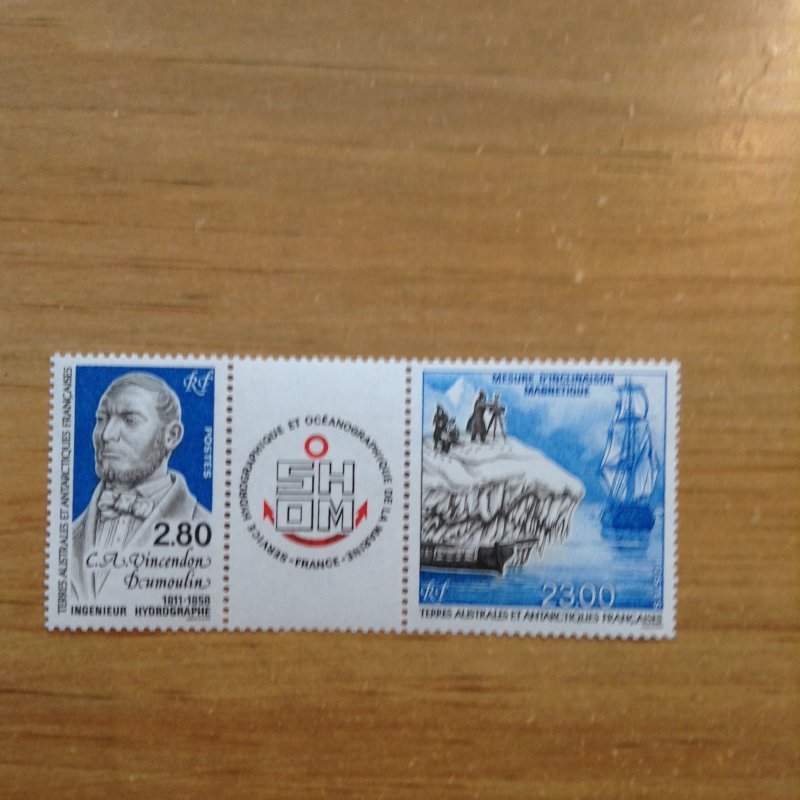 TERRES AUSTRALES ET ANTARCTIQUES FRANÇAISES
rf
POSTES
2.80
C.A. Vincendon
Dumoulin
1811-1858
INGENIEUR HYDROGRAPHE
SERVICE HYDROGRAPHIQUE ET OCÉANOGRAPHIQUE DE LA MARINE
-FRANCE-
SH
OM
MESURE D'INCLINAISON
MAGNETIQUE
rf
23.00
POSTES
TERRES AUSTRALES ET ANTARCTIQUES FRANÇAISES